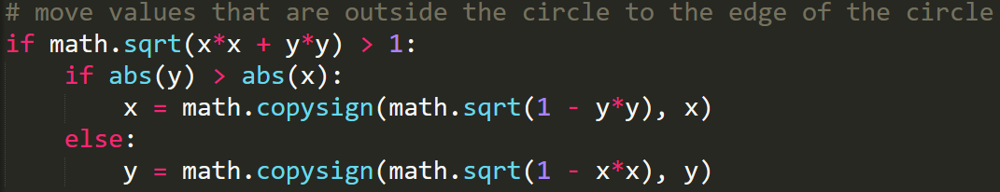 # move values that are outside the circle to the edge of the circle
if math.sqrt(x*x + y*y) > 1:
    if abs(y) > abs(x):
        x = math.copysign(math.sqrt(1 - y*y), x)
    else:
        y = math.copysign(math.sqrt(1 - x*x), y)